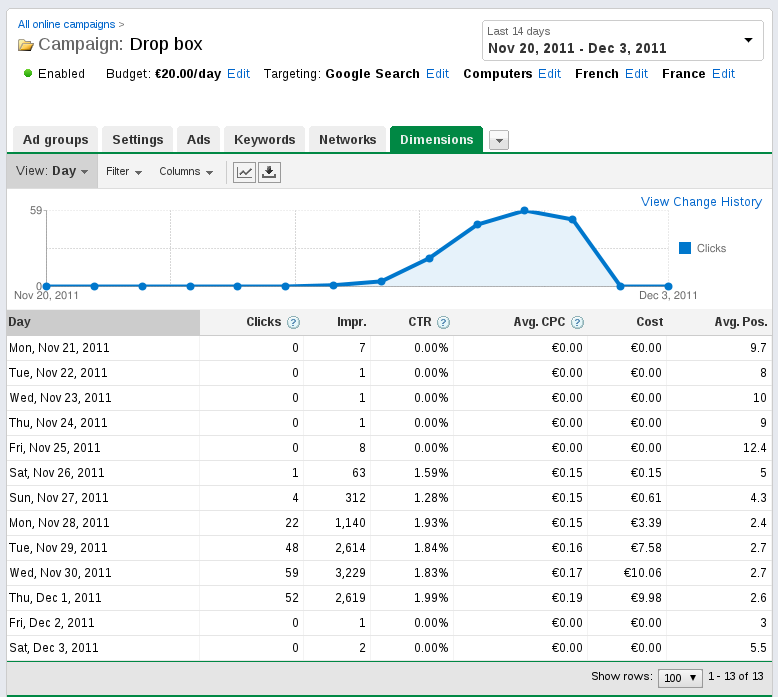 All online campaigns >
Campaign: Drop box
Last 14 days
Nov 20, 2011 - Dec 3, 2011
Enabled Budget: €20.00/day Edit Targeting: Google Search Edit Computers Edit French Edit France Edit
Ad groups Settings Ads Keywords Networks Dimensions
View: Day Filter Columns
View Change History
59
Clicks
0
Nov 20, 2011 Dec 3, 2011
Day Clicks ? Impr. CTR ? Avg. CPC ? Cost Avg. Pos.
Mon, Nov 21, 2011 0 7 0.00% €0.00 €0.00 9.7
Tue, Nov 22, 2011 0 1 0.00% €0.00 €0.00 8
Wed, Nov 23, 2011 0 1 0.00% €0.00 €0.00 10
Thu, Nov 24, 2011 0 1 0.00% €0.00 €0.00 9
Fri, Nov 25, 2011 0 8 0.00% €0.00 €0.00 12.4
Sat, Nov 26, 2011 1 63 1.59% €0.15 €0.15 5
Sun, Nov 27, 2011 4 312 1.28% €0.15 €0.61 4.3
Mon, Nov 28, 2011 22 1,140 1.93% €0.15 €3.39 2.4
Tue, Nov 29, 2011 48 2,614 1.84% €0.16 €7.58 2.7
Wed, Nov 30, 2011 59 3,229 1.83% €0.17 €10.06 2.7
Thu, Dec 1, 2011 52 2,619 1.99% €0.19 €9.98 2.6
Fri, Dec 2, 2011 0 1 0.00% €0.00 €0.00 3
Sat, Dec 3, 2011 0 2 0.00% €0.00 €0.00 5.5
Show rows: 100 1 - 13 of 13